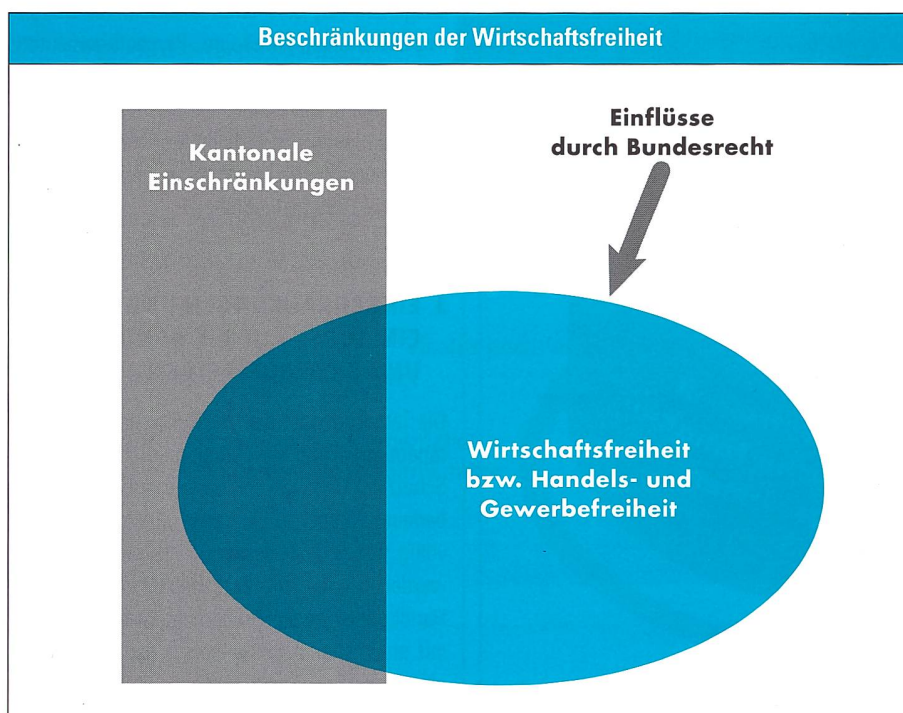 Beschränkungen der Wirtschaftsfreiheit
Kantonale
Einschränkungen
Einflüsse
durch Bundesrecht
Wirtschaftsfreiheit
bzw. Handels- und
Gewerbefreiheit